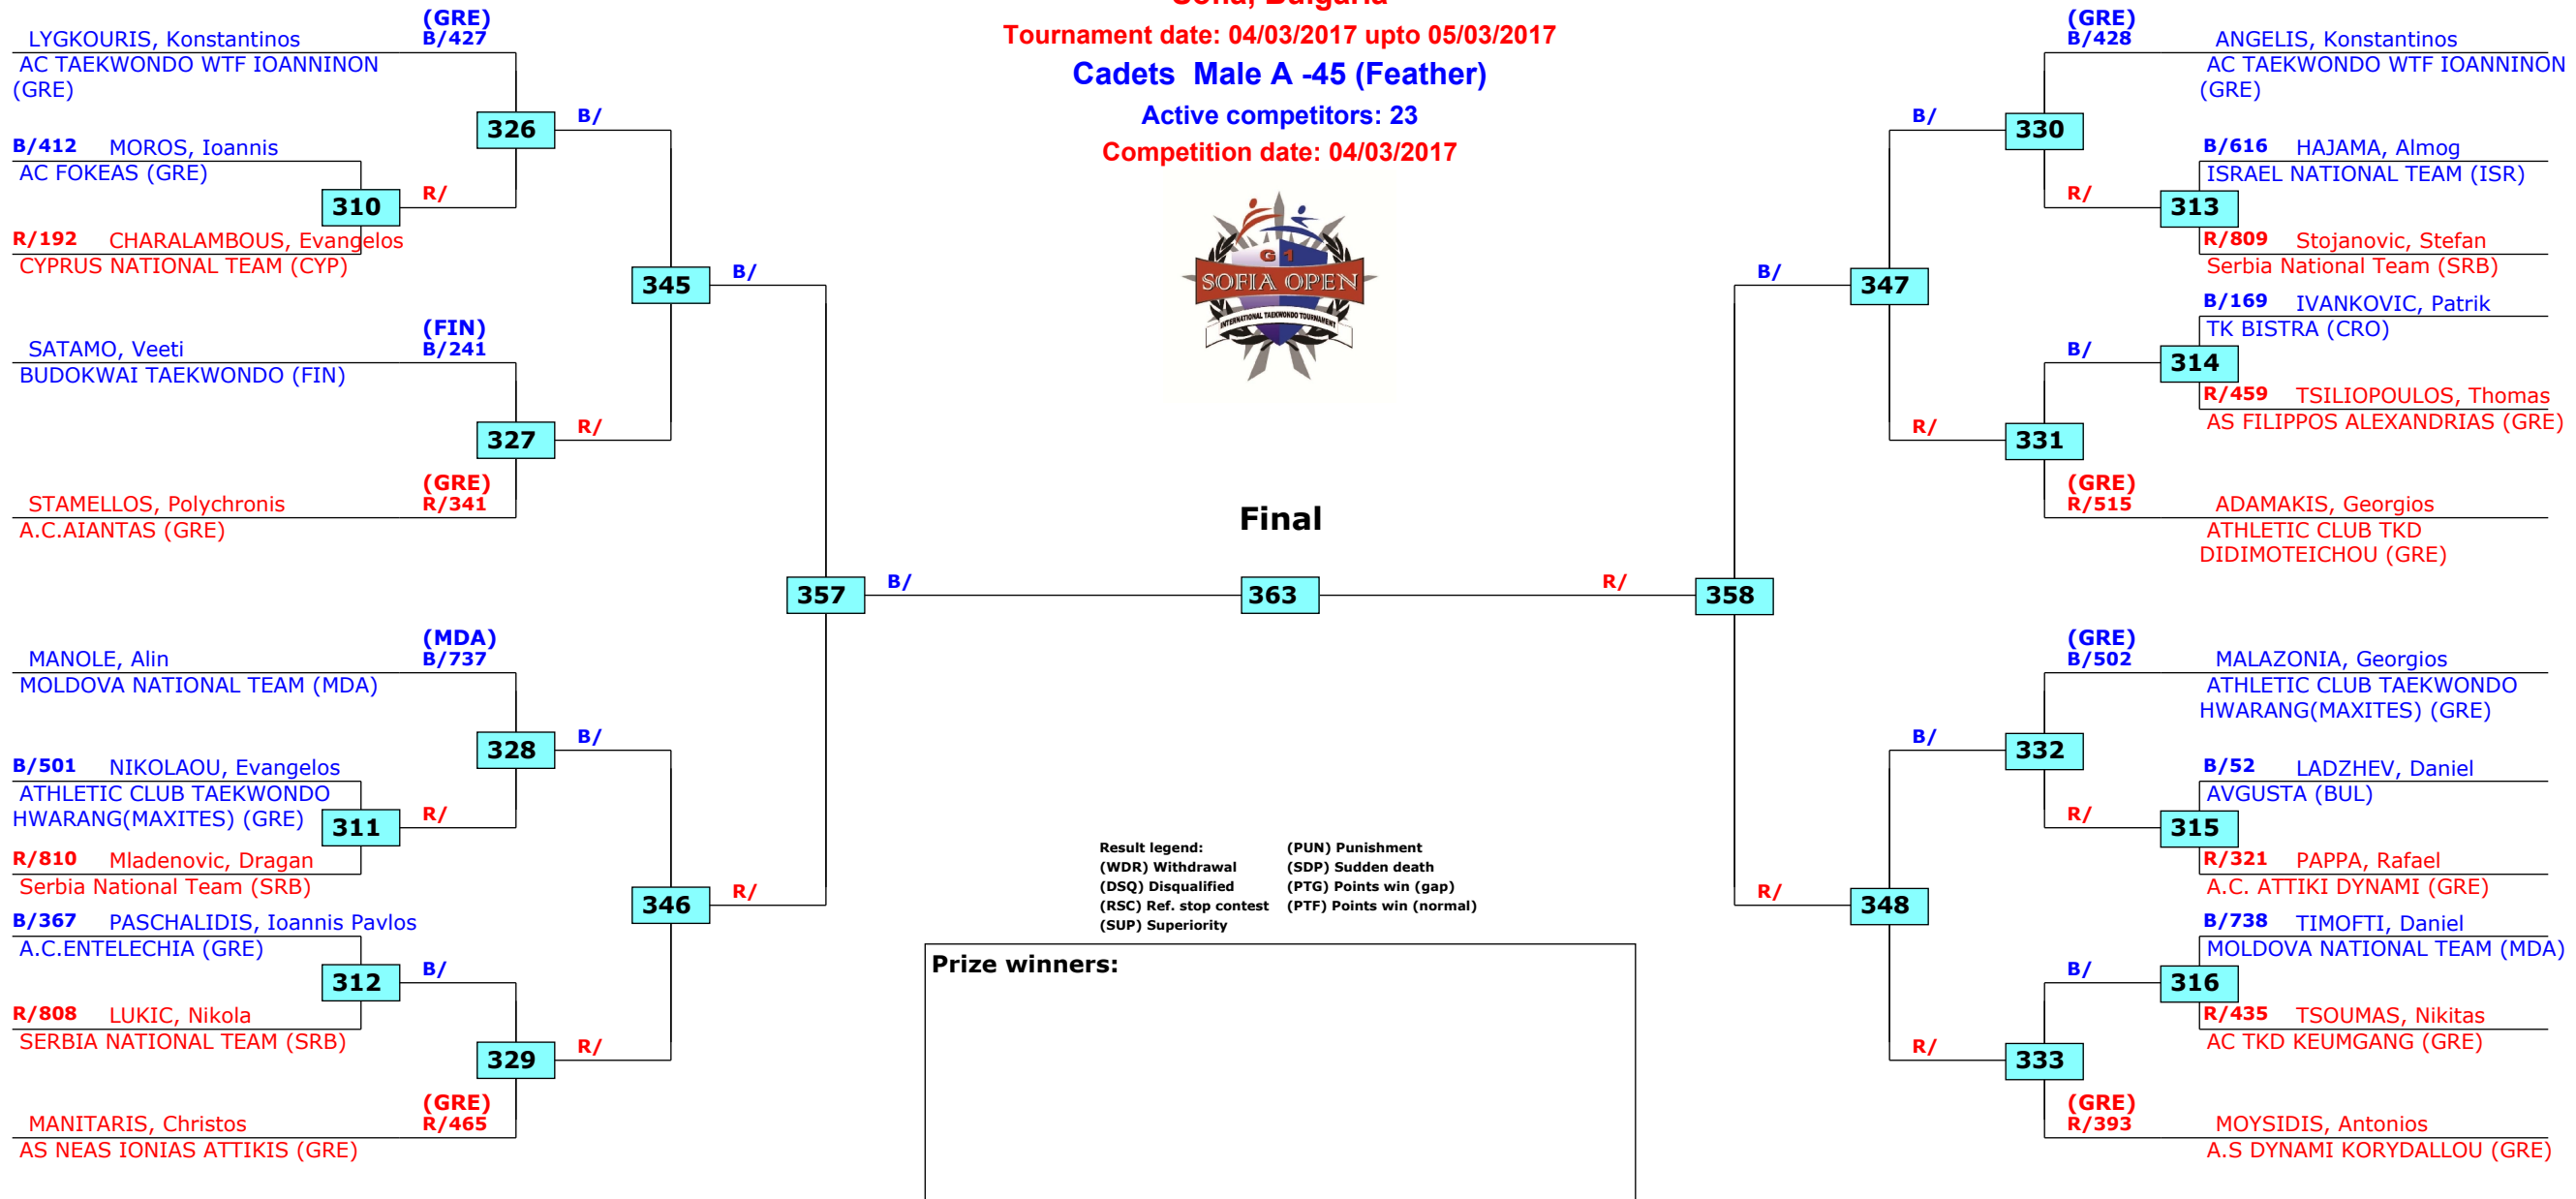 Sofia, Bulgaria
Tournament date: 04/03/2017 upto 05/03/2017
Cadets Male A -45 (Feather)
Active competitors: 23
Competition date: 04/03/2017
G 1
SOFIA OPEN
INTERNATIONAL TAEKWONDO TOURNAMENT
(GRE)
LYGKOURIS, Konstantinos B/427
AC TAEKWONDO WTF IOANNINON
(GRE)
326
B/
B/412 MOROS, Ioannis
AC FOKEAS (GRE)
310
R/
R/192 CHARALAMBOUS, Evangelos
CYPRUS NATIONAL TEAM (CYP)
345
B/
(FIN)
SATAMO, Veeti B/241
BUDOKWAI TAEKWONDO (FIN)
327
R/
(GRE)
STAMELLOS, Polychronis R/341
A.C.AIANTAS (GRE)
357
B/
(MDA)
MANOLE, Alin B/737
MOLDOVA NATIONAL TEAM (MDA)
328
B/
B/501 NIKOLAOU, Evangelos
ATHLETIC CLUB TAEKWONDO
HWARANG(MAXITES) (GRE)
311
R/
R/810 Mladenovic, Dragan
Serbia National Team (SRB)
346
R/
B/367 PASCHALIDIS, Ioannis Pavlos
A.C.ENTELECHIA (GRE)
312
B/
R/808 LUKIC, Nikola
SERBIA NATIONAL TEAM (SRB)
329
R/
(GRE)
MANITARIS, Christos R/465
AS NEAS IONIAS ATTIKIS (GRE)
Final
363
(GRE)
B/428 ANGELIS, Konstantinos
AC TAEKWONDO WTF IOANNINON
(GRE)
B/
330
B/616 HAJAMA, Almog
ISRAEL NATIONAL TEAM (ISR)
R/
313
R/809 Stojanovic, Stefan
Serbia National Team (SRB)
B/
347
B/169 IVANKOVIC, Patrik
TK BISTRA (CRO)
B/
314
R/459 TSILIOPOULOS, Thomas
AS FILIPPOS ALEXANDRIAS (GRE)
R/
331
(GRE)
R/515 ADAMAKIS, Georgios
ATHLETIC CLUB TKD
DIDIMOTEICHOU (GRE)
R/
358
(GRE)
B/502 MALAZONIA, Georgios
ATHLETIC CLUB TAEKWONDO
HWARANG(MAXITES) (GRE)
B/
332
B/52 LADZHEV, Daniel
AVGUSTA (BUL)
R/
315
R/321 PAPPA, Rafael
A.C. ATTIKI DYNAMI (GRE)
R/
348
B/738 TIMOFTI, Daniel
MOLDOVA NATIONAL TEAM (MDA)
B/
316
R/435 TSOUMAS, Nikitas
AC TKD KEUMGANG (GRE)
R/
333
(GRE)
R/393 MOYSIDIS, Antonios
A.S DYNAMI KORYDALLOU (GRE)
Result legend: (PUN) Punishment
(WDR) Withdrawal (SDP) Sudden death
(DSQ) Disqualified (PTG) Points win (gap)
(RSC) Ref. stop contest (PTF) Points win (normal)
(SUP) Superiority
Prize winners: